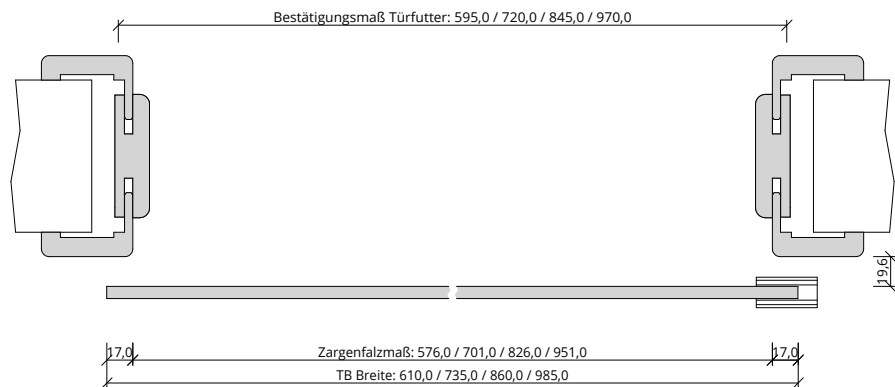 Bestätigungsmaß Türfutter: 595,0 / 720,0 / 845,0 / 970,0
19,6
17,0
Zargenfalzmaß: 576,0 / 701,0 / 826,0 / 951,0
17,0
TB Breite: 610,0 / 735,0 / 860,0 / 985,0